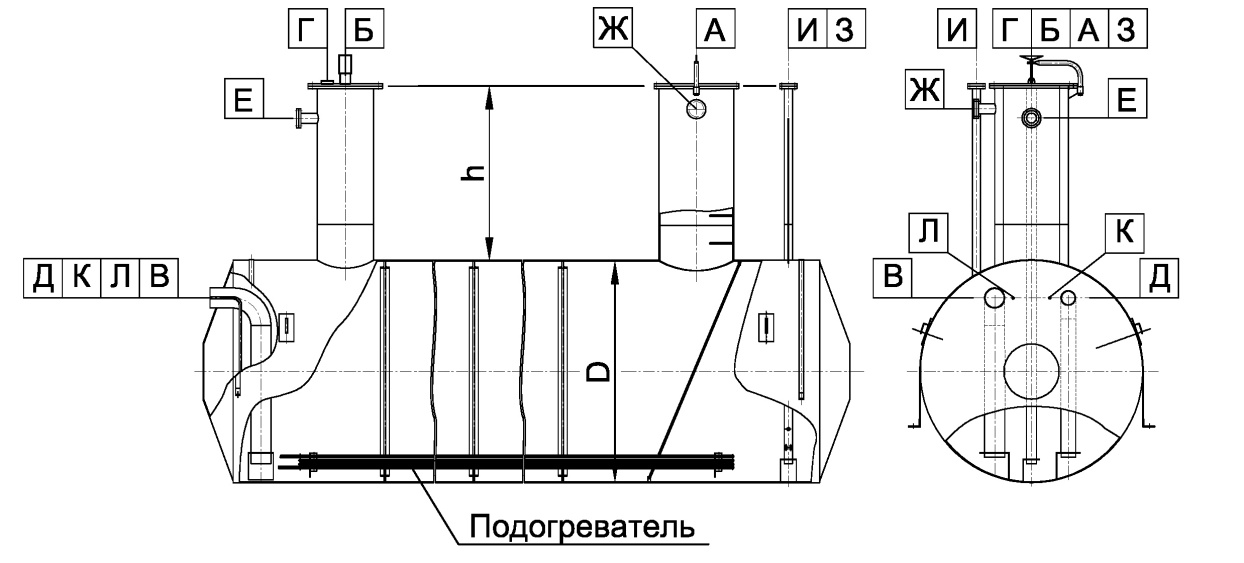 Г Б Ж А И З И Г Б А З
Е Ж Е
h
Л К
Д К Л В В Д
D
Подогреватель